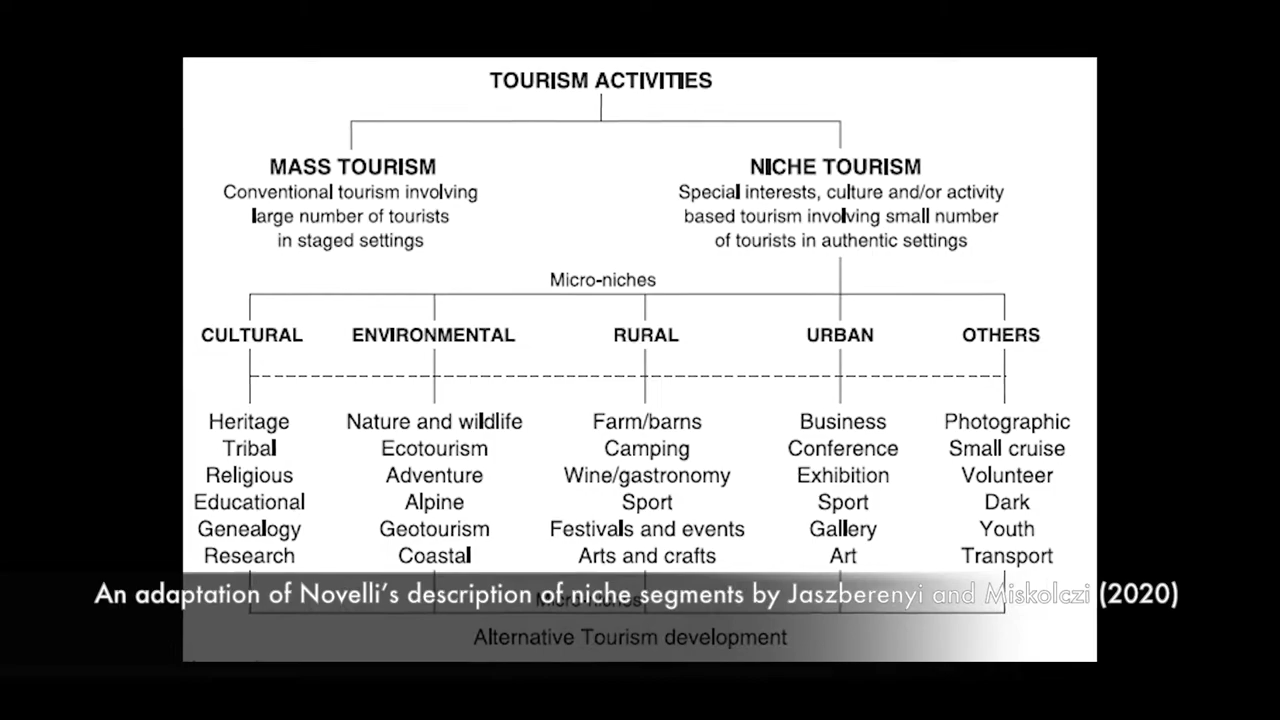 TOURISM ACTIVITIES
MASS TOURISM
Conventional tourism involving
large number of tourists
in staged settings
NICHE TOURISM
Special interests, culture and/or activity
based tourism involving small number
of tourists in authentic settings
Micro-niches
CULTURAL ENVIRONMENTAL RURAL URBAN OTHERS
Heritage Nature and wildlife Farm/barns Business Photographic
Tribal Ecotourism Camping Conference Small cruise
Religious Adventure Wine/gastronomy Exhibition Volunteer
Educational Alpine Sport Sport Dark
Genealogy Geotourism Festivals and events Gallery Youth
Research Coastal Arts and crafts Art Transport
An adaptation of Novelli's description of niche segments by Jaszberenyi and Miskolczi (2020)
Micro-niches
Alternative Tourism development